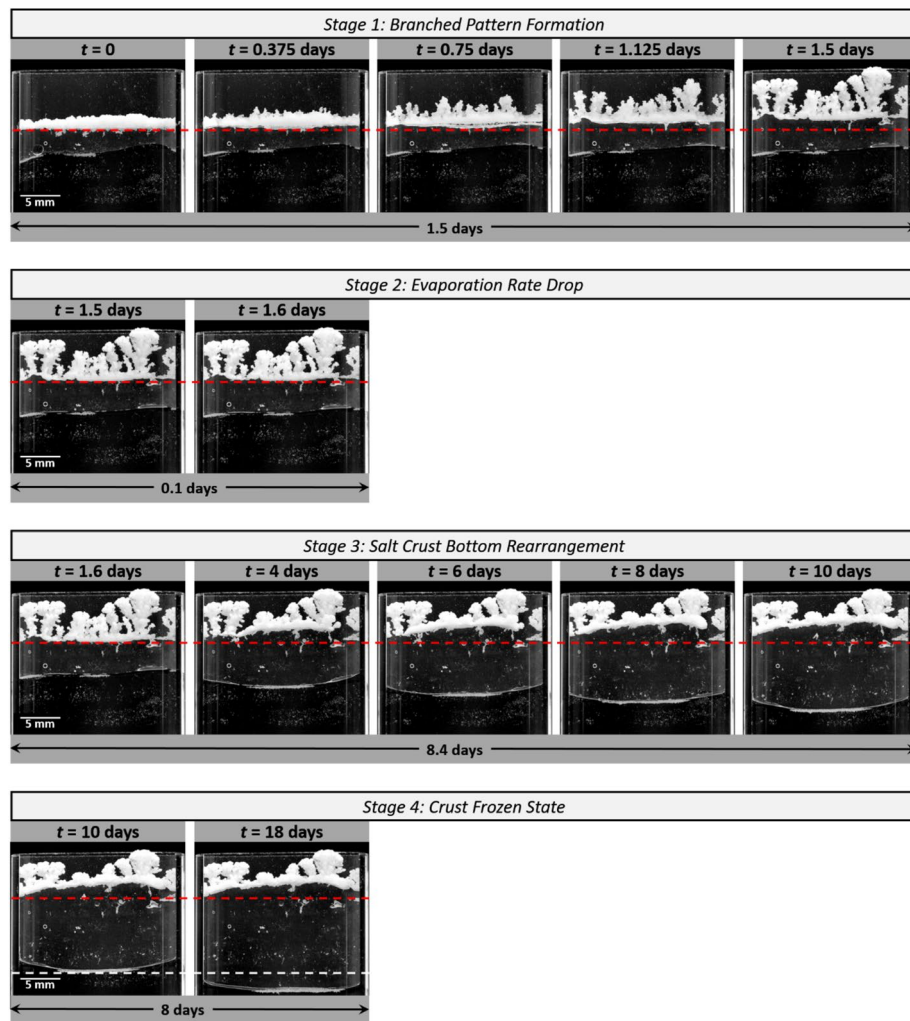 Stage 1: Branched Pattern Formation
t = 0 t = 0.375 days t = 0.75 days t = 1.125 days t = 1.5 days
5 mm
1.5 days
Stage 2: Evaporation Rate Drop
t = 1.5 days t = 1.6 days
5 mm
0.1 days
Stage 3: Salt Crust Bottom Rearrangement
t = 1.6 days t = 4 days t = 6 days t = 8 days t = 10 days
5 mm
8.4 days
Stage 4: Crust Frozen State
t = 10 days t = 18 days
5 mm
8 days